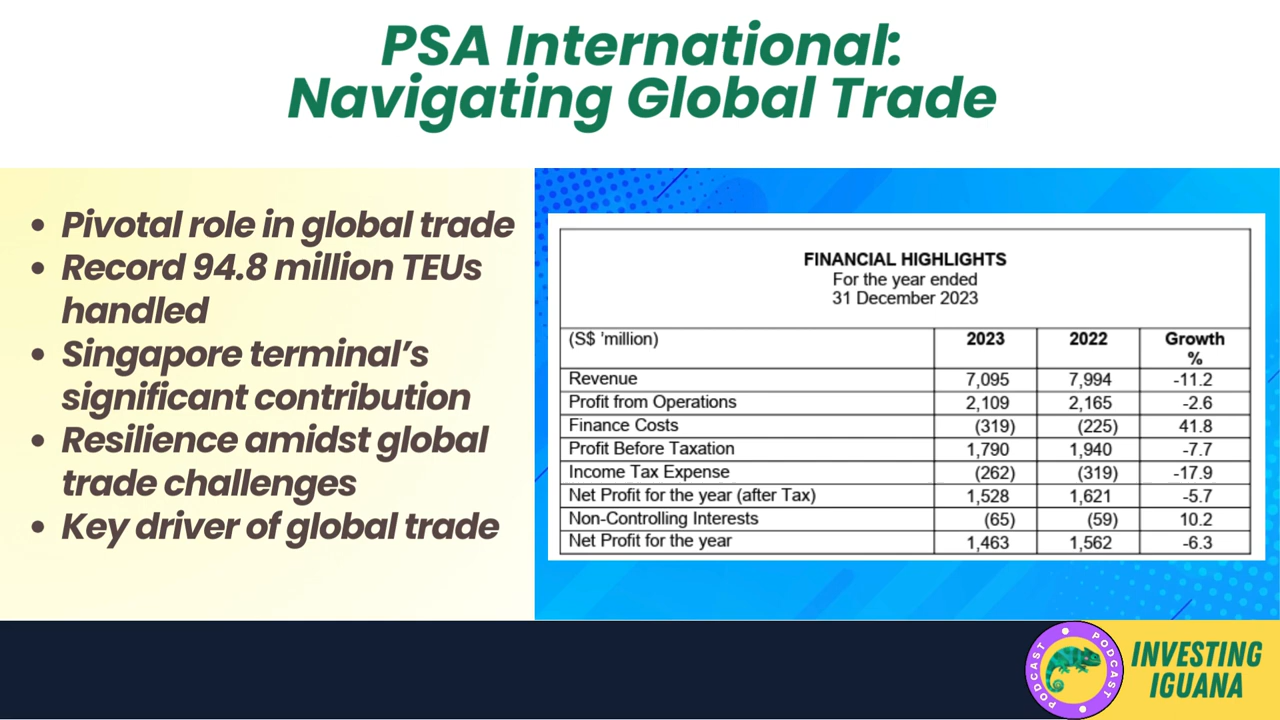 PSA International:
Navigating Global Trade
• Pivotal role in global trade
• Record 94.8 million TEUs
handled
• Singapore terminal's
significant contribution
• Resilience amidst global
trade challenges
• Key driver of global trade
FINANCIAL HIGHLIGHTS
For the year ended
31 December 2023
(S$ 'million) 2023 2022 Growth
%
Revenue 7,095 7,994 -11.2
Profit from Operations 2,109 2,165 -2.6
Finance Costs (319) (225) 41.8
Profit Before Taxation 1,790 1,940 -7.7
Income Tax Expense (262) (319) -17.9
Net Profit for the year (after Tax) 1,528 1,621 -5.7
Non-Controlling Interests (65) (59) 10.2
Net Profit for the year 1,463 1,562 -6.3
PODCAST
PODCAST
INVESTING
IGUANA